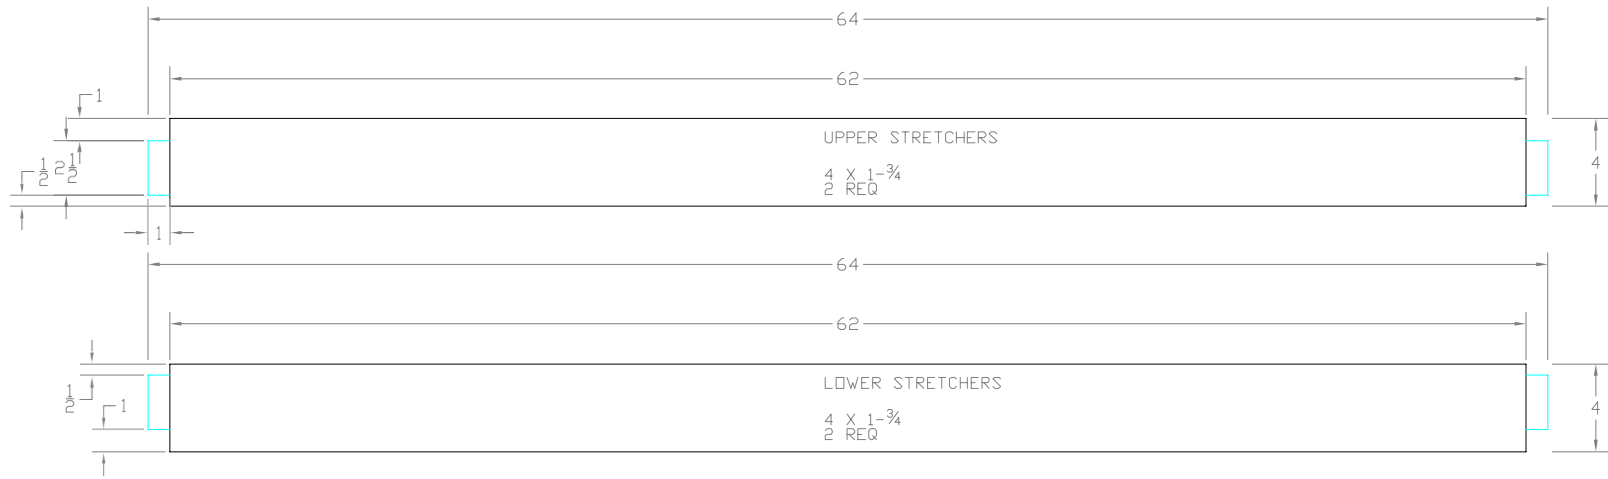 64
62
1
UPPER STRETCHERS
1/2 2 1/2
4 X 1-3/4
2 REQ
4
1
64
62
LOWER STRETCHERS
1/2
1
4 X 1-3/4
2 REQ
4